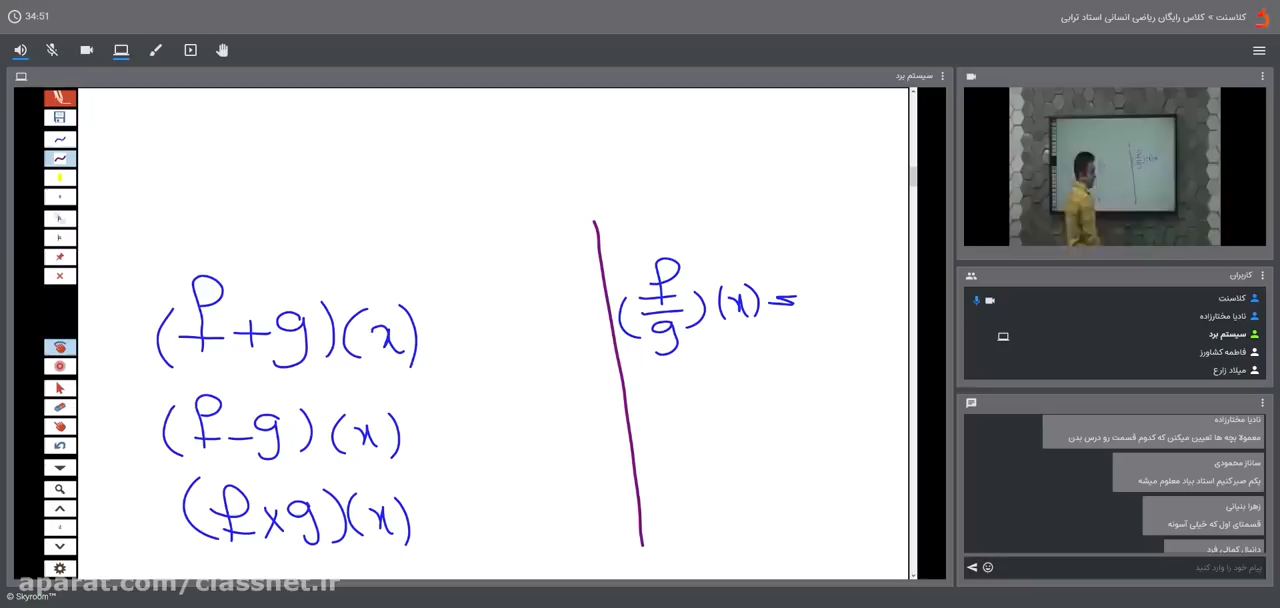 34:51
کلاسنت » کلاس رایگان ریاضی انسانی استاد ترابی
سیستم برد
(f+g)(x)
(f-g)(x)
(f×g)(x)
(f/g)(x)=
کاربران
کلاسنت
نادیا مختارزاده
سیستم برد
فاطمه کشاورز
میلاد زارع
نادیا مختارزاده
معمولا بچه ها تعیین میکنن که کدوم قسمت رو درس بدن
ساناز محمودی
یکم صبر کنیم استاد بیاد معلوم میشه
زهرا بنیانی
قسمتای اول که خیلی آسونه
دانیال کمالی فرد
پیام خود را وارد کنید
aparat.com/classnet.ir
© Skyroom™